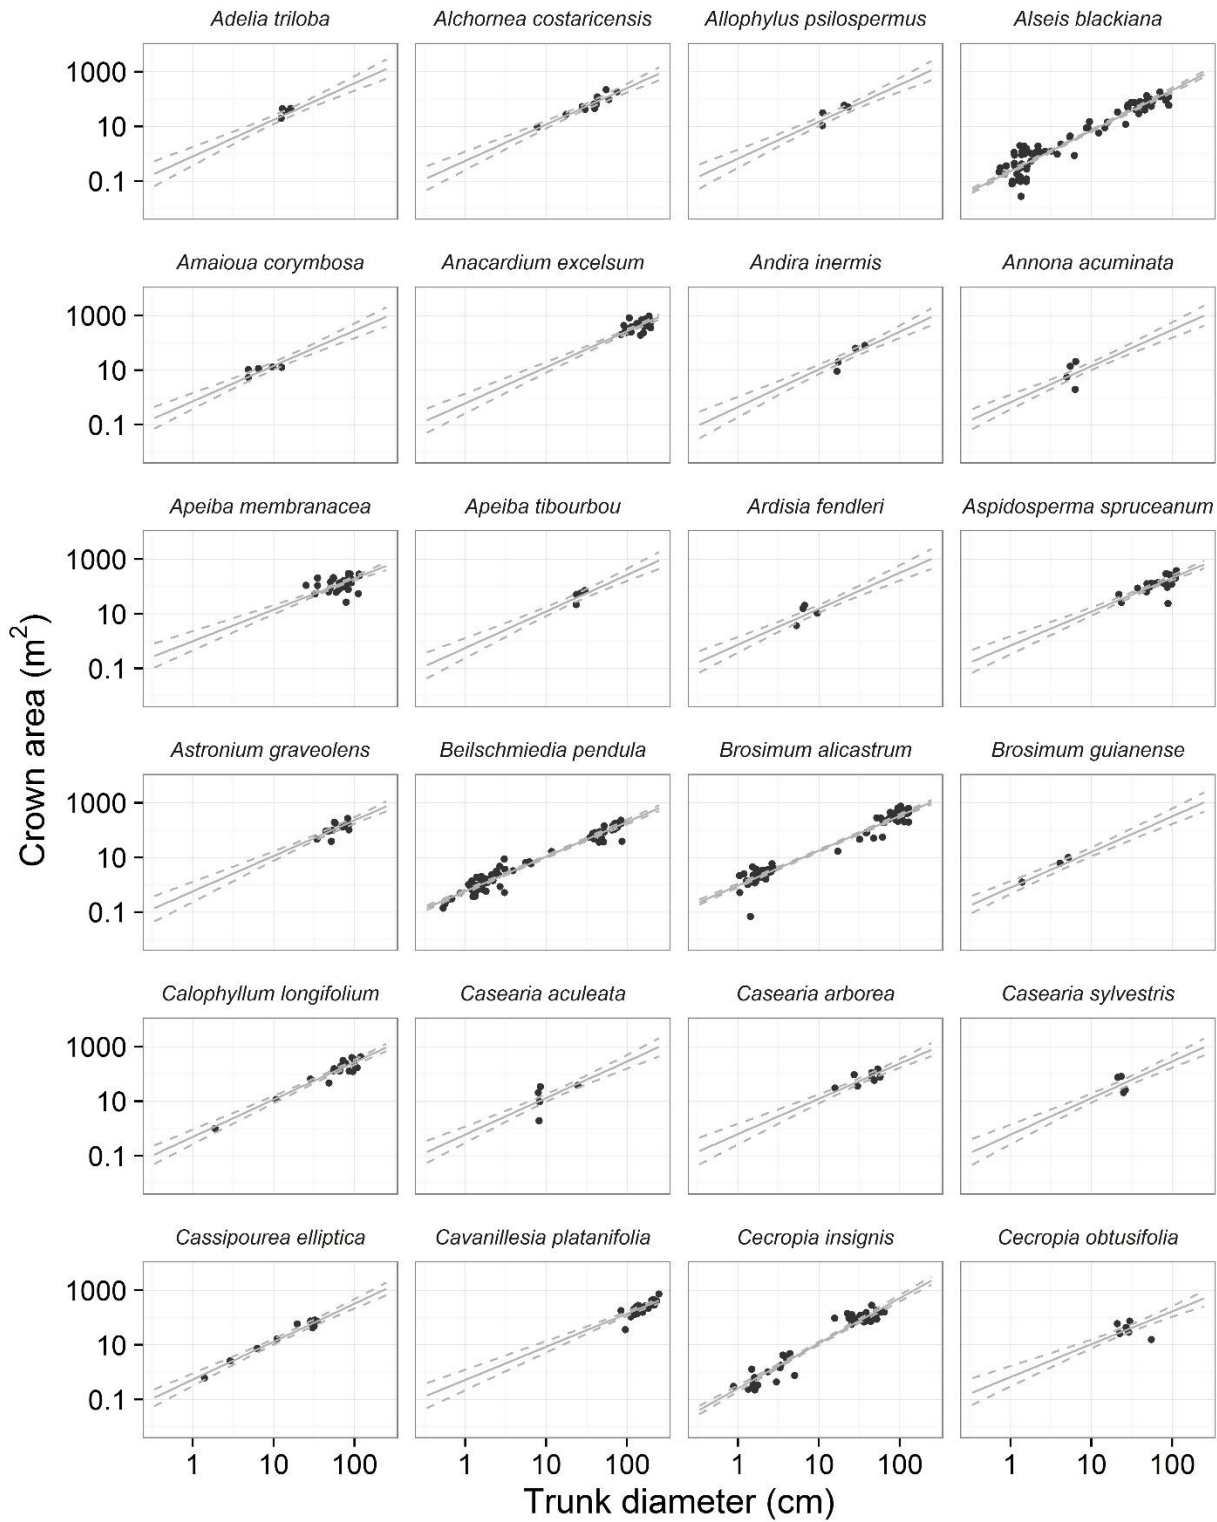 Adelia triloba Alchornea costaricensis Allophylus psilospermus Alseis blackiana
1000
10
0.1
Amaioua corymbosa Anacardium excelsum Andira inermis Annona acuminata
1000
10
0.1
Apeiba membranacea Apeiba tibourbou Ardisia fendleri Aspidosperma spruceanum
1000
10
0.1
Crown area (m²)
Astronium graveolens Beilschmiedia pendula Brosimum alicastrum Brosimum guianense
1000
10
0.1
Calophyllum longifolium Casearia aculeata Casearia arborea Casearia sylvestris
1000
10
0.1
Cassipourea elliptica Cavanillesia platanifolia Cecropia insignis Cecropia obtusifolia
1000
10
0.1
1 10 100 1 10 100 1 10 100 1 10 100
Trunk diameter (cm)